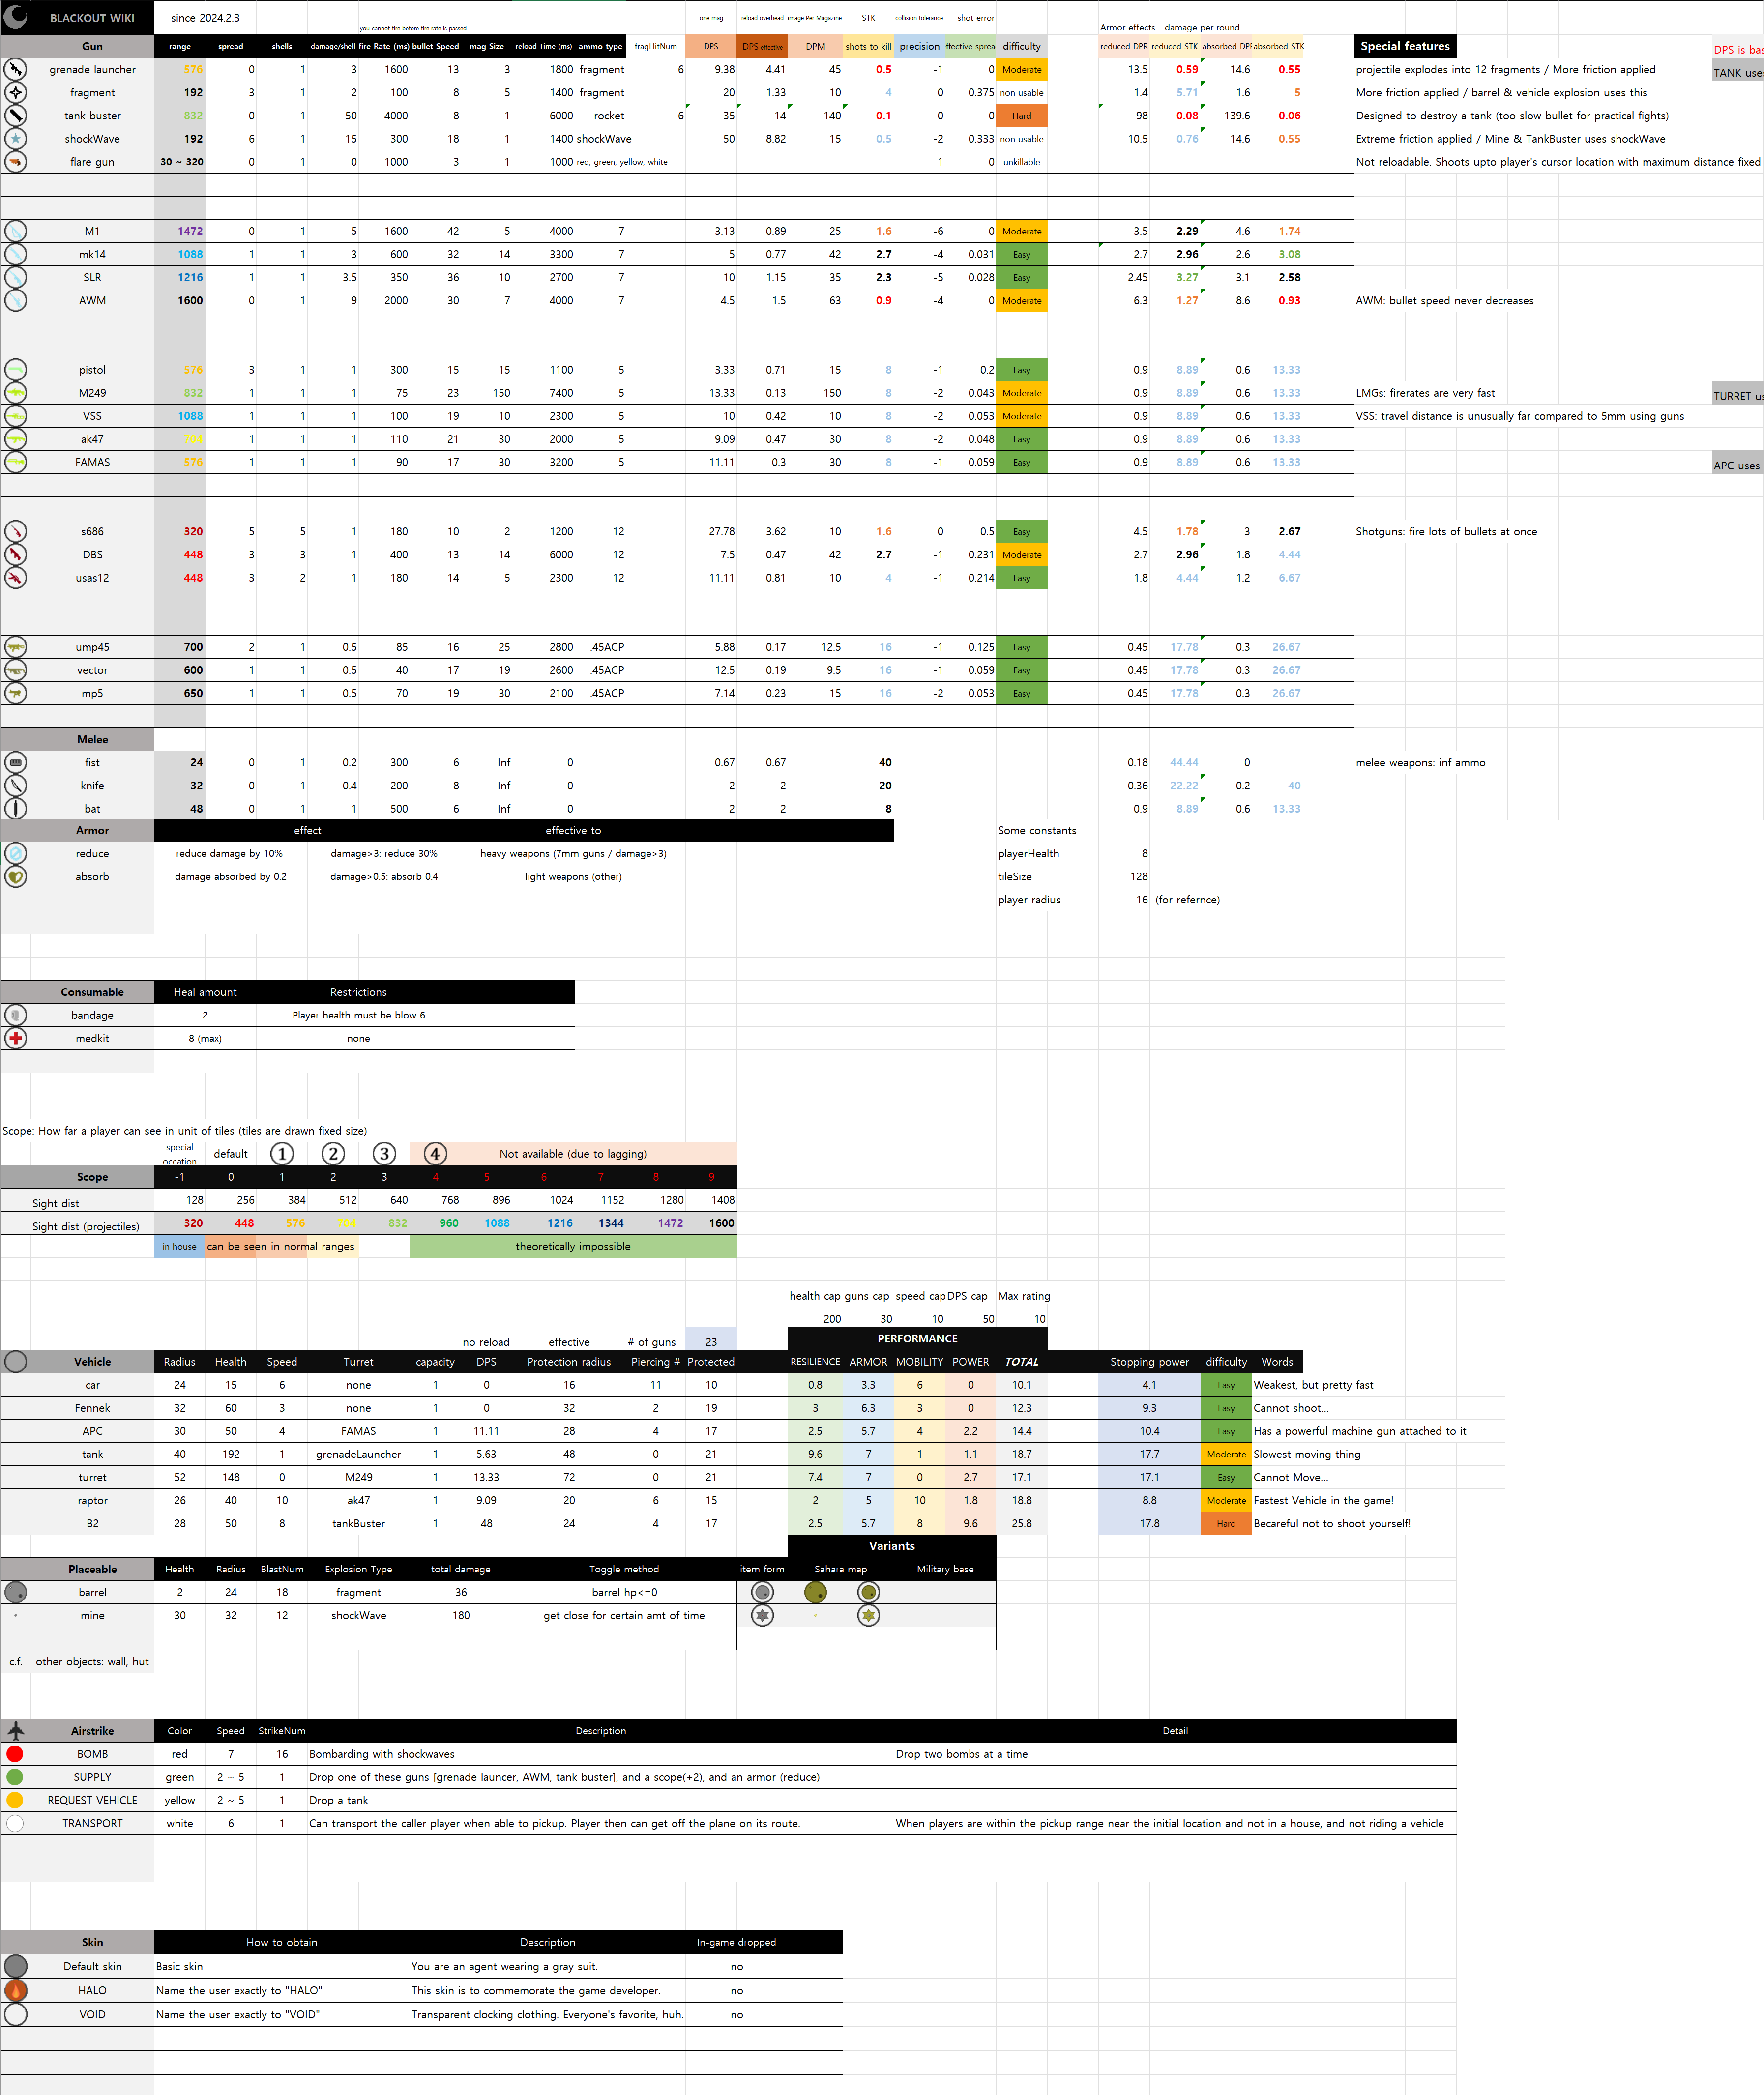 BLACKOUT WIKI since 2024.2.3 you cannot fire before fire rate is passed one mag reload overhead amage Per Magazine STK collision tolerance shot error Armor effects - damage per round
Gun range spread shells damage/shell fire Rate (ms) bullet Speed mag Size reload Time (ms) ammo type fragHitNum DPS DPS effective DPM shots to kill precision ffective sprea difficulty reduced DPR reduced STK absorbed DPI absorbed STK Special features DPS is bas
grenade launcher 576 0 1 3 1600 13 3 1800 fragment 6 9.38 4.41 45 0.5 -1 0 Moderate 13.5 0.59 14.6 0.55 projectile explodes into 12 fragments / More friction applied TANK uses
fragment 192 3 1 2 100 8 5 1400 fragment 20 1.33 10 4 0 0.375 non usable 1.4 5.71 1.6 5 More friction applied / barrel & vehicle explosion uses this
tank buster 832 0 1 50 4000 8 1 6000 rocket 6 35 14 140 0.1 0 0 Hard 98 0.08 139.6 0.06 Designed to destroy a tank (too slow bullet for practical fights)
shockWave 192 6 1 15 300 18 1 1400 shockWave 50 8.82 15 0.5 -2 0.333 non usable 10.5 0.76 14.6 0.55 Extreme friction applied / Mine & TankBuster uses shockWave
flare gun 30 ~ 320 0 1 0 1000 3 1 1000 red, green, yellow, white 1 0 unkillable Not reloadable. Shoots upto player's cursor location with maximum distance fixed
M1 1472 0 1 5 1600 42 5 4000 7 3.13 0.89 25 1.6 -6 0 Moderate 3.5 2.29 4.6 1.74
mk14 1088 1 1 3 600 32 14 3300 7 5 0.77 42 2.7 -4 0.031 Easy 2.7 2.96 2.6 3.08
SLR 1216 1 1 3.5 350 36 10 2700 7 10 1.15 35 2.3 -5 0.028 Easy 2.45 3.27 3.1 2.58
AWM 1600 0 1 9 2000 30 7 4000 7 4.5 1.5 63 0.9 -4 0 Moderate 6.3 1.27 8.6 0.93 AWM: bullet speed never decreases
pistol 576 3 1 1 300 15 15 1100 5 3.33 0.71 15 8 -1 0.2 Easy 0.9 8.89 0.6 13.33
M249 832 1 1 1 75 23 150 7400 5 13.33 0.13 150 8 -2 0.043 Moderate 0.9 8.89 0.6 13.33 LMGs: firerates are very fast TURRET us
VSS 1088 1 1 1 100 19 10 2300 5 10 0.42 10 8 -2 0.053 Moderate 0.9 8.89 0.6 13.33 VSS: travel distance is unusually far compared to 5mm using guns
ak47 704 1 1 1 110 21 30 2000 5 9.09 0.47 30 8 -2 0.048 Easy 0.9 8.89 0.6 13.33
FAMAS 576 1 1 1 90 17 30 3200 5 11.11 0.3 30 8 -1 0.059 Easy 0.9 8.89 0.6 13.33 APC uses
s686 320 5 5 1 180 10 2 1200 12 27.78 3.62 10 1.6 0 0.5 Easy 4.5 1.78 3 2.67 Shotguns: fire lots of bullets at once
DBS 448 3 3 1 400 13 14 6000 12 7.5 0.47 42 2.7 -1 0.231 Moderate 2.7 2.96 1.8 4.44
usas12 448 3 2 1 180 14 5 2300 12 11.11 0.81 10 4 -1 0.214 Easy 1.8 4.44 1.2 6.67
ump45 700 2 1 0.5 85 16 25 2800 .45ACP 5.88 0.17 12.5 16 -1 0.125 Easy 0.45 17.78 0.3 26.67
vector 600 1 1 0.5 40 17 19 2600 .45ACP 12.5 0.19 9.5 16 -1 0.059 Easy 0.45 17.78 0.3 26.67
mp5 650 1 1 0.5 70 19 30 2100 .45ACP 7.14 0.23 15 16 -2 0.053 Easy 0.45 17.78 0.3 26.67
Melee
fist 24 0 1 0.2 300 6 Inf 0 0.67 0.67 40 0.18 44.44 0 melee weapons: inf ammo
knife 32 0 1 0.4 200 8 Inf 0 2 2 20 0.36 22.22 0.2 40
bat 48 0 1 1 500 6 Inf 0 2 2 8 0.9 8.89 0.6 13.33
Armor effect effective to Some constants
reduce reduce damage by 10% damage>3: reduce 30% heavy weapons (7mm guns / damage>3) playerHealth 8
absorb damage absorbed by 0.2 damage>0.5: absorb 0.4 light weapons (other) tileSize 128
player radius 16 (for refernce)
Consumable Heal amount Restrictions
bandage 2 Player health must be blow 6
medkit 8 (max) none
Scope: How far a player can see in unit of tiles (tiles are drawn fixed size)
special occation default 1 2 3 4 Not available (due to lagging)
Scope -1 0 1 2 3 4 5 6 7 8 9
Sight dist 128 256 384 512 640 768 896 1024 1152 1280 1408
Sight dist (projectiles) 320 448 576 704 832 960 1088 1216 1344 1472 1600
in house can be seen in normal ranges theoretically impossible
health cap guns cap speed cap DPS cap Max rating
200 30 10 50 10
no reload effective # of guns 23 PERFORMANCE
Vehicle Radius Health Speed Turret capacity DPS Protection radius Piercing # Protected RESILIENCE ARMOR MOBILITY POWER TOTAL Stopping power difficulty Words
car 24 15 6 none 1 0 16 11 10 0.8 3.3 6 0 10.1 4.1 Easy Weakest, but pretty fast
Fennek 32 60 3 none 1 0 32 2 19 3 6.3 3 0 12.3 9.3 Easy Cannot shoot...
APC 30 50 4 FAMAS 1 11.11 28 4 17 2.5 5.7 4 2.2 14.4 10.4 Easy Has a powerful machine gun attached to it
tank 40 192 1 grenadeLauncher 1 5.63 48 0 21 9.6 7 1 1.1 18.7 17.7 Moderate Slowest moving thing
turret 52 148 0 M249 1 13.33 72 0 21 7.4 7 0 2.7 17.1 17.1 Easy Cannot Move...
raptor 26 40 10 ak47 1 9.09 20 6 15 2 5 10 1.8 18.8 8.8 Moderate Fastest Vehicle in the game!
B2 28 50 8 tankBuster 1 48 24 4 17 2.5 5.7 8 9.6 25.8 17.8 Hard Becareful not to shoot yourself!
Variants
Placeable Health Radius BlastNum Explosion Type total damage Toggle method item form Sahara map Military base
barrel 2 24 18 fragment 36 barrel hp<=0
mine 30 32 12 shockWave 180 get close for certain amt of time
c.f. other objects: wall, hut
Airstrike Color Speed StrikeNum Description Detail
BOMB red 7 16 Bombarding with shockwaves Drop two bombs at a time
SUPPLY green 2 ~ 5 1 Drop one of these guns [grenade launcer, AWM, tank buster], and a scope(+2), and an armor (reduce)
REQUEST VEHICLE yellow 2 ~ 5 1 Drop a tank
TRANSPORT white 6 1 Can transport the caller player when able to pickup. Player then can get off the plane on its route. When players are within the pickup range near the initial location and not in a house, and not riding a vehicle
Skin How to obtain Description In-game dropped
Default skin Basic skin You are an agent wearing a gray suit. no
HALO Name the user exactly to "HALO" This skin is to commemorate the game developer. no
VOID Name the user exactly to "VOID" Transparent clocking clothing. Everyone's favorite, huh. no